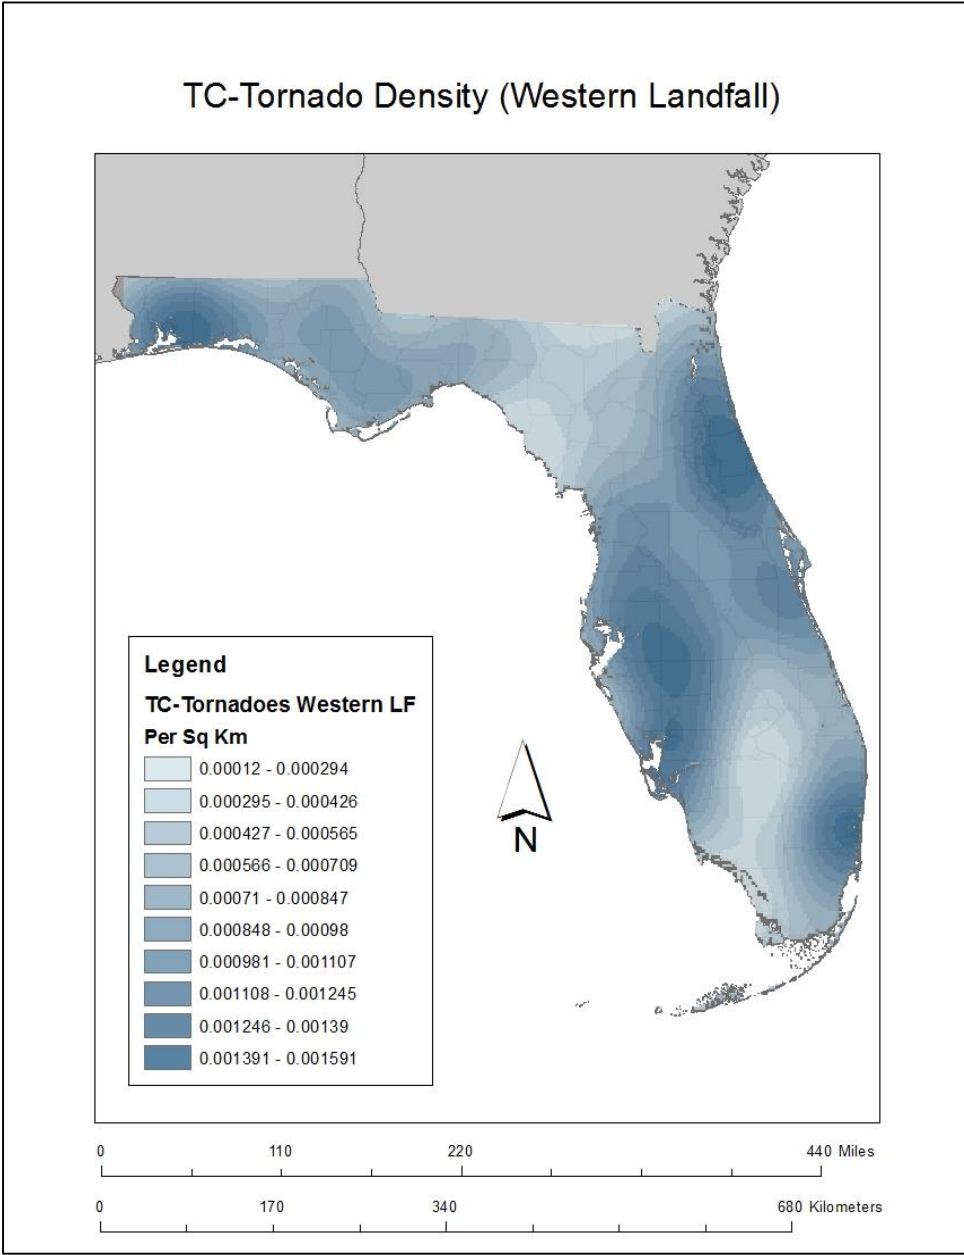 TC-Tornado Density (Western Landfall)
Legend
TC-Tornadoes Western LF
Per Sq Km
0.00012 - 0.000294
0.000295 - 0.000426
0.000427 - 0.000565
0.000566 - 0.000709
0.00071 - 0.000847
0.000848 - 0.00098
0.000981 - 0.001107
0.001108 - 0.001245
0.001246 - 0.00139
0.001391 - 0.001591
N
0 110 220 440 Miles
0 170 340 680 Kilometers